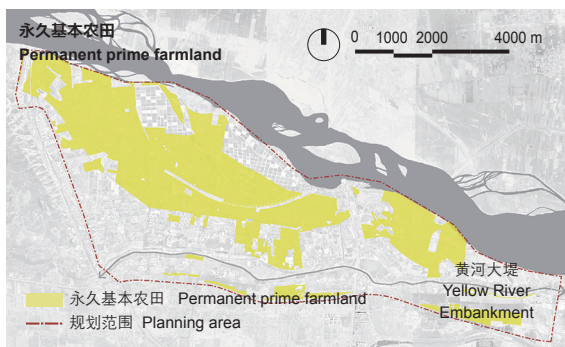 永久基本农田
Permanent prime farmland
0 1000 2000 4000 m
黄河大堤
Yellow River
Embankment
永久基本农田 Permanent prime farmland
规划范围 Planning area